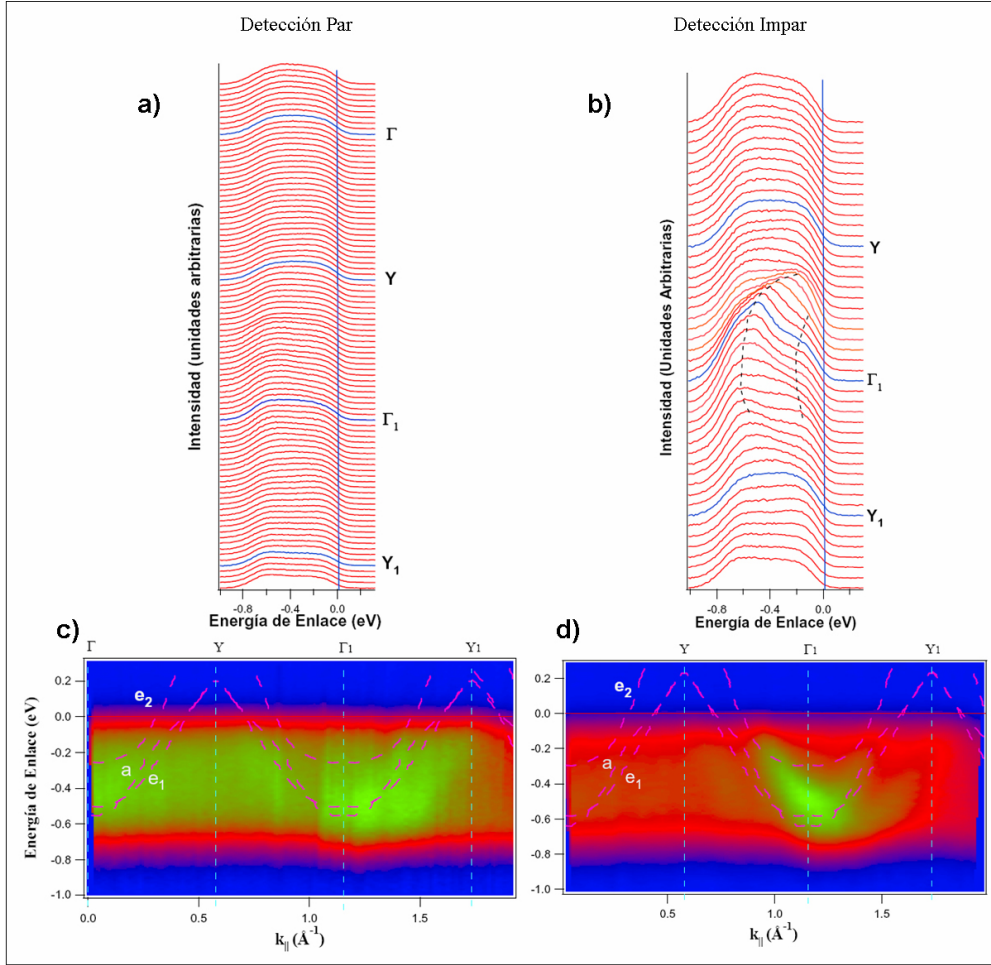 Detección Par
Detección Impar
a)
b)
Γ
Y
Γ1
Y1
Y
Γ1
Y1
Intensidad (unidades arbitrarias)
Intensidad (Unidades Arbitrarias)
-0.8 -0.4 0.0
Energía de Enlace (eV)
-0.8 -0.4 0.0
Energía de Enlace (eV)
c)
d)
Γ Y Γ1 Y1
Y Γ1 Y1
Energía de Enlace (eV)
0.2
0.0
-0.2
-0.4
-0.6
-0.8
-1.0
e2
a
e1
0.0 0.5 1.0 1.5
k|| (Å-1)
0.2
0.0
-0.2
-0.4
-0.6
-0.8
-1.0
e2
a
e1
0.5 1.0 1.5
k|| (Å-1)